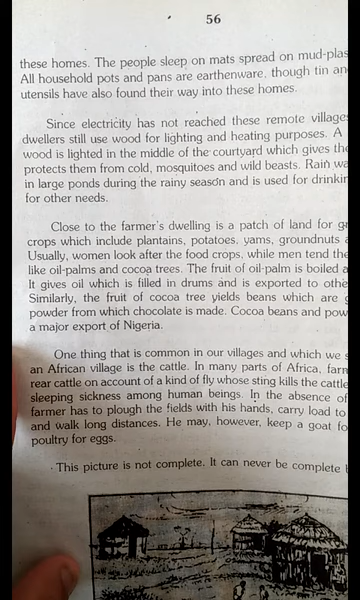 56
these homes. The people sleep on mats spread on mud-plas
All household pots and pans are earthenware, though tin an
utensils have also found their way into these homes.
Since electricity has not reached these remote village
dwellers still use wood for lighting and heating purposes. A
wood is lighted in the middle of the courtyard which gives the
protects them from cold, mosquitoes and wild beasts. Rain wa
in large ponds during the rainy season and is used for drinkin
for other needs.
Close to the farmer's dwelling is a patch of land for gr
crops which include plantains, potatoes, yams, groundnuts a
Usually, women look after the food crops, while men tend the
like oil-palms and cocoa trees. The fruit of oil-palm is boiled a
It gives oil which is filled in drums and is exported to othe
Similarly, the fruit of cocoa tree yields beans which are g
powder from which chocolate is made. Cocoa beans and pow
a major export of Nigeria.
One thing that is common in our villages and which we s
an African village is the cattle. In many parts of Africa, farm
rear cattle on account of a kind of fly whose sting kills the cattle
sleeping sickness among human beings. In the absence of
farmer has to plough the fields with his hands, carry load to
and walk long distances. He may, however, keep a goat fo
poultry for eggs.
This picture is not complete. It can never be complete